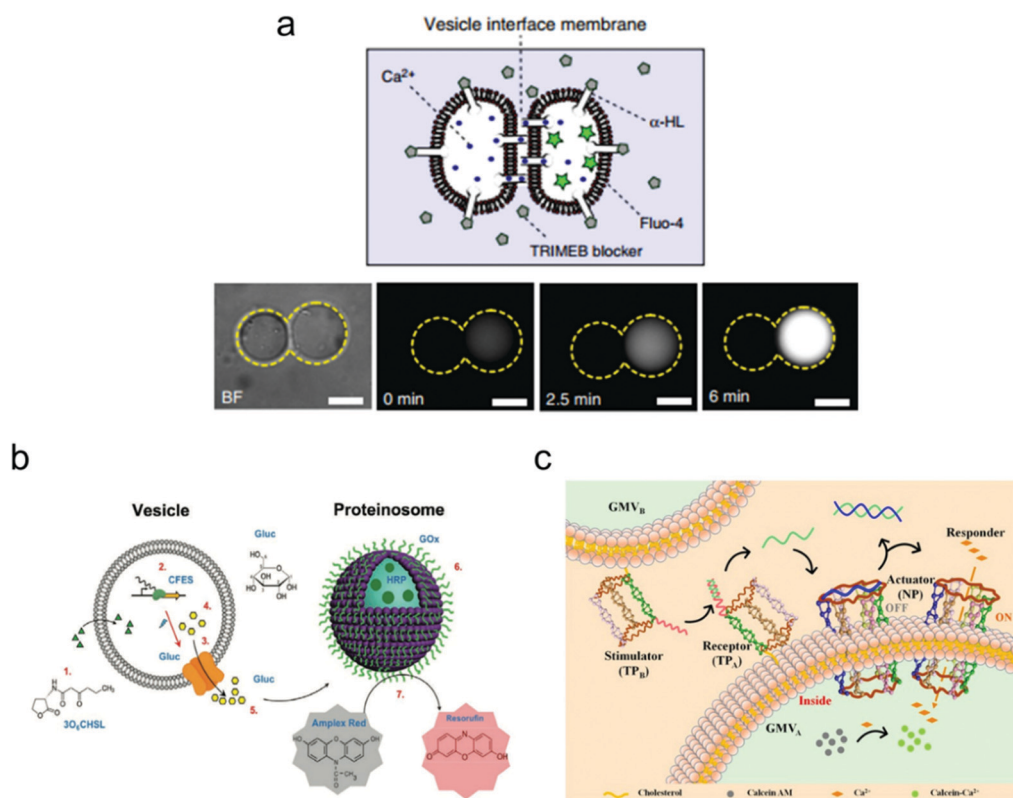 a
Vesicle interface membrane
Ca2+
α-HL
Fluo-4
TRIMEB blocker
BF
0 min
2.5 min
6 min
b
Vesicle
Proteinosome
Gluc
GOx
2.
CFES
HRP
6.
4.
3.
1.
Gluc
Gluc
5.
7.
3O6CHSL
Amplex Red
Resorufin
c
GMVB
Responder
Actuator
(NP)
OFF
ON
Stimulator
(TPB)
Receptor
(TPA)
Inside
GMVA
Cholesterol
Calcein AM
Ca2+
Calcein-Ca2+